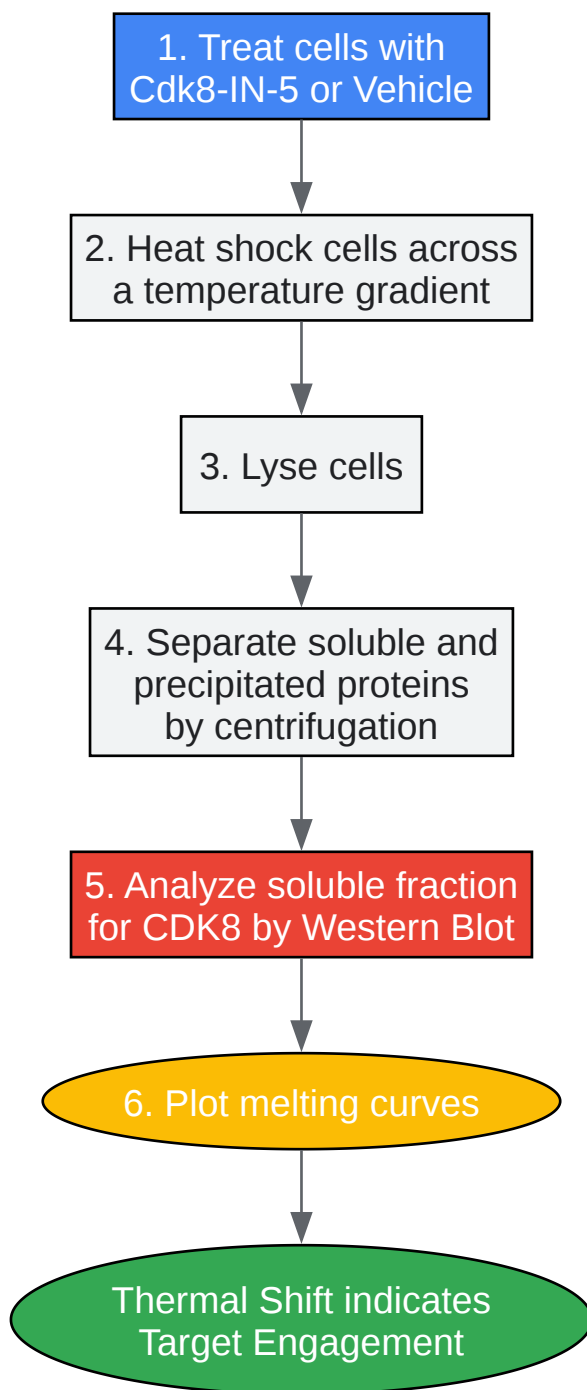 1. Treat cells with
Cdk8-IN-5 or Vehicle
2. Heat shock cells across
a temperature gradient
3. Lyse cells
4. Separate soluble and
precipitated proteins
by centrifugation
5. Analyze soluble fraction
for CDK8 by Western Blot
6. Plot melting curves
Thermal Shift indicates
Target Engagement